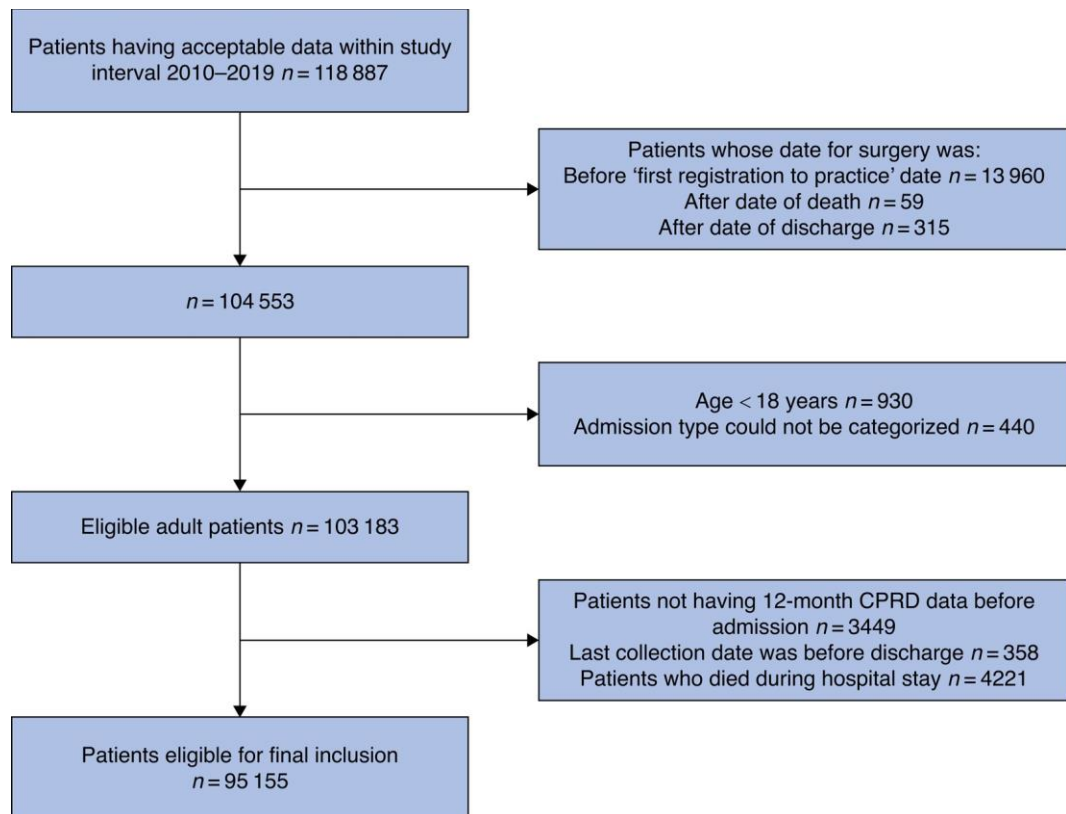 Patients having acceptable data within study
interval 2010–2019 n = 118 887
Patients whose date for surgery was:
Before ‘first registration to practice’ date n = 13 960
After date of death n = 59
After date of discharge n = 315
n = 104 553
Age < 18 years n = 930
Admission type could not be categorized n = 440
Eligible adult patients n = 103 183
Patients not having 12-month CPRD data before
admission n = 3449
Last collection date was before discharge n = 358
Patients who died during hospital stay n = 4221
Patients eligible for final inclusion
n = 95 155